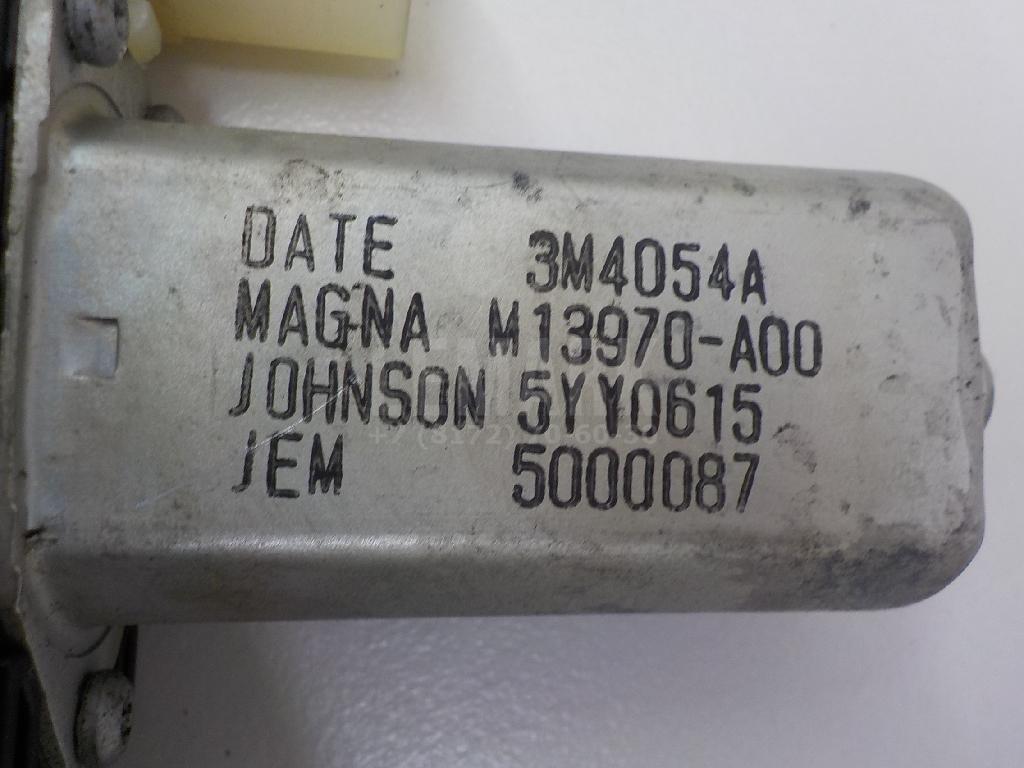 DATE 3M4054A
MAGNA M13970-A00
JOHNSON 5YY0615
JEM 5000087